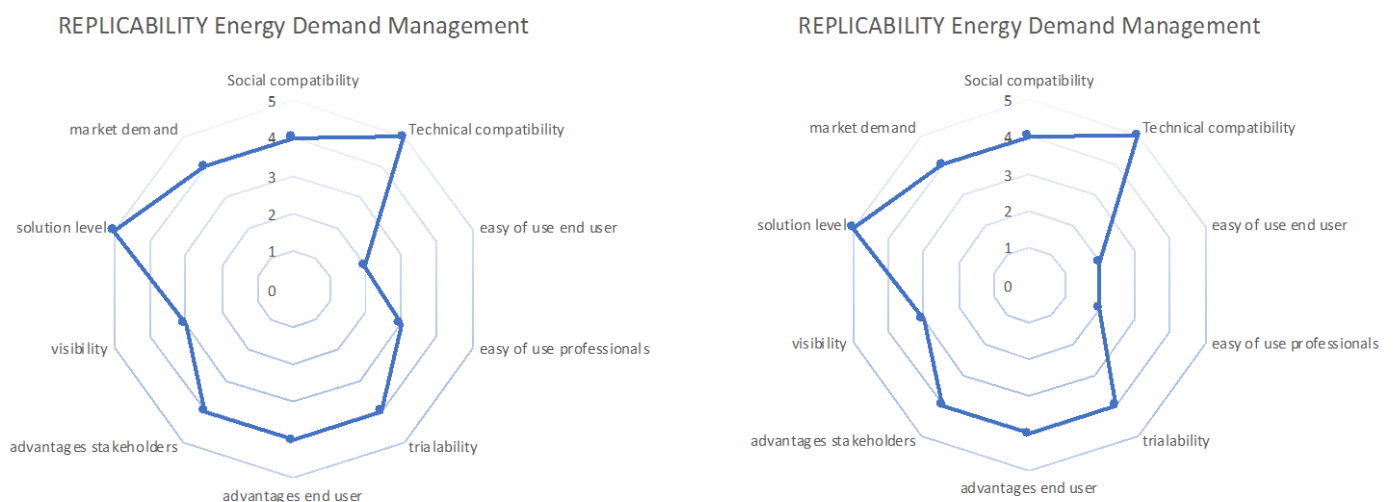 REPLICABILITY Energy Demand Management
Social compatibility
5
market demand
4
Technical compatibility
3
2
solution level
easy of use end user
1
0
visibility
easy of use professionals
advantages stakeholders
trialability
advantages end user
REPLICABILITY Energy Demand Management
Social compatibility
5
market demand
4
Technical compatibility
3
2
solution level
easy of use end user
1
0
visibility
easy of use professionals
advantages stakeholders
trialability
advantages end user